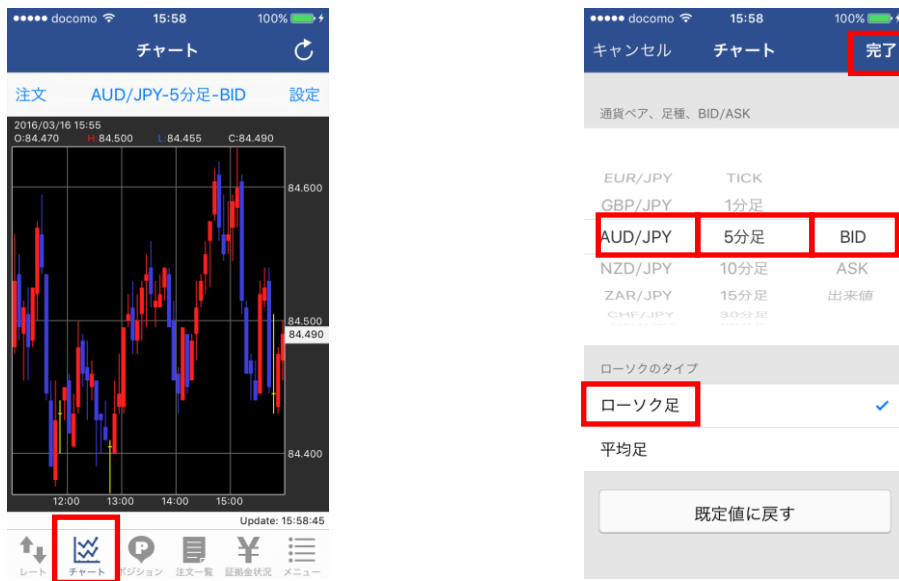 docomo 15:58 100%
チャート
注文 AUD/JPY-5分足-BID 設定
2016/03/16 15:55
O:84.470 H:84.500 L:84.455 C:84.490
84.600
84.500
84.490
84.400
12:00 13:00 14:00 15:00
Update: 15:58:45
レート チャート ポジション 注文一覧 証拠金状況 メニュー
docomo 15:58 100%
キャンセル チャート 完了
通貨ペア、足種、BID/ASK
EUR/JPY TICK
GBP/JPY 1分足
AUD/JPY 5分足 BID
NZD/JPY 10分足 ASK
ZAR/JPY 15分足 出来値
CHF/JPY 30分足
ローソクのタイプ
ローソク足
平均足
既定値に戻す